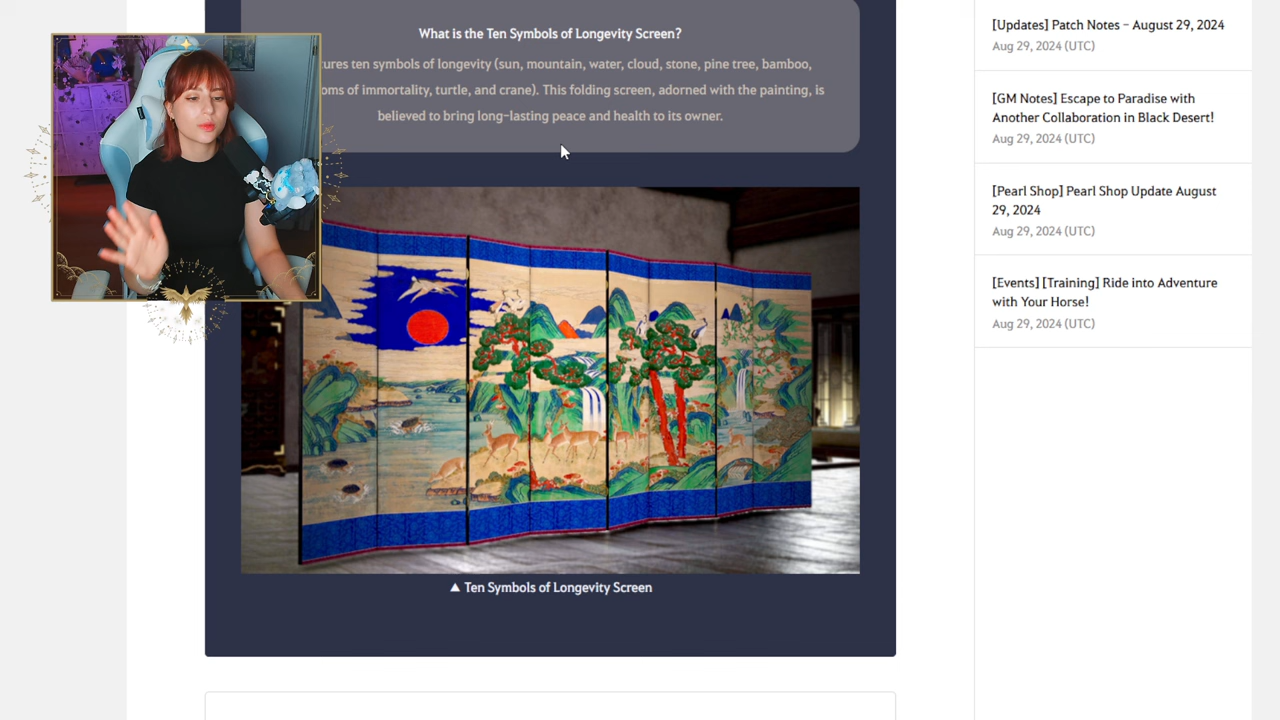 What is the Ten Symbols of Longevity Screen?
ten symbols of longevity (sun, mountain, water, cloud, stone, pine tree, bamboo,
of immortality, turtle, and crane). This folding screen, adorned with the painting, is
believed to bring long-lasting peace and health to its owner.
▲ Ten Symbols of Longevity Screen
[Updates] Patch Notes – August 29, 2024
Aug 29, 2024 (UTC)
[GM Notes] Escape to Paradise with
Another Collaboration in Black Desert!
Aug 29, 2024 (UTC)
[Pearl Shop] Pearl Shop Update August
29, 2024
Aug 29, 2024 (UTC)
[Events] [Training] Ride into Adventure
with Your Horse!
Aug 29, 2024 (UTC)